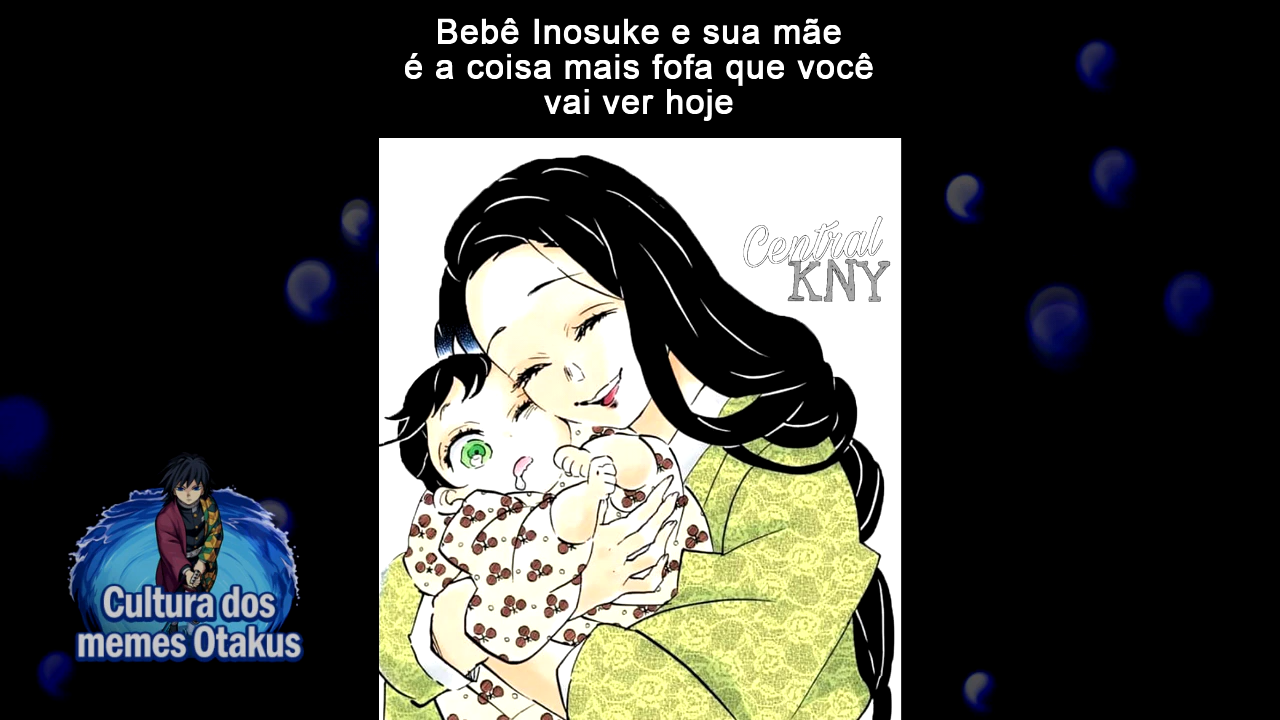 Bebê Inosuke e sua mãe
é a coisa mais fofa que você
vai ver hoje
Central
KNY
Cultura dos
memes Otakus